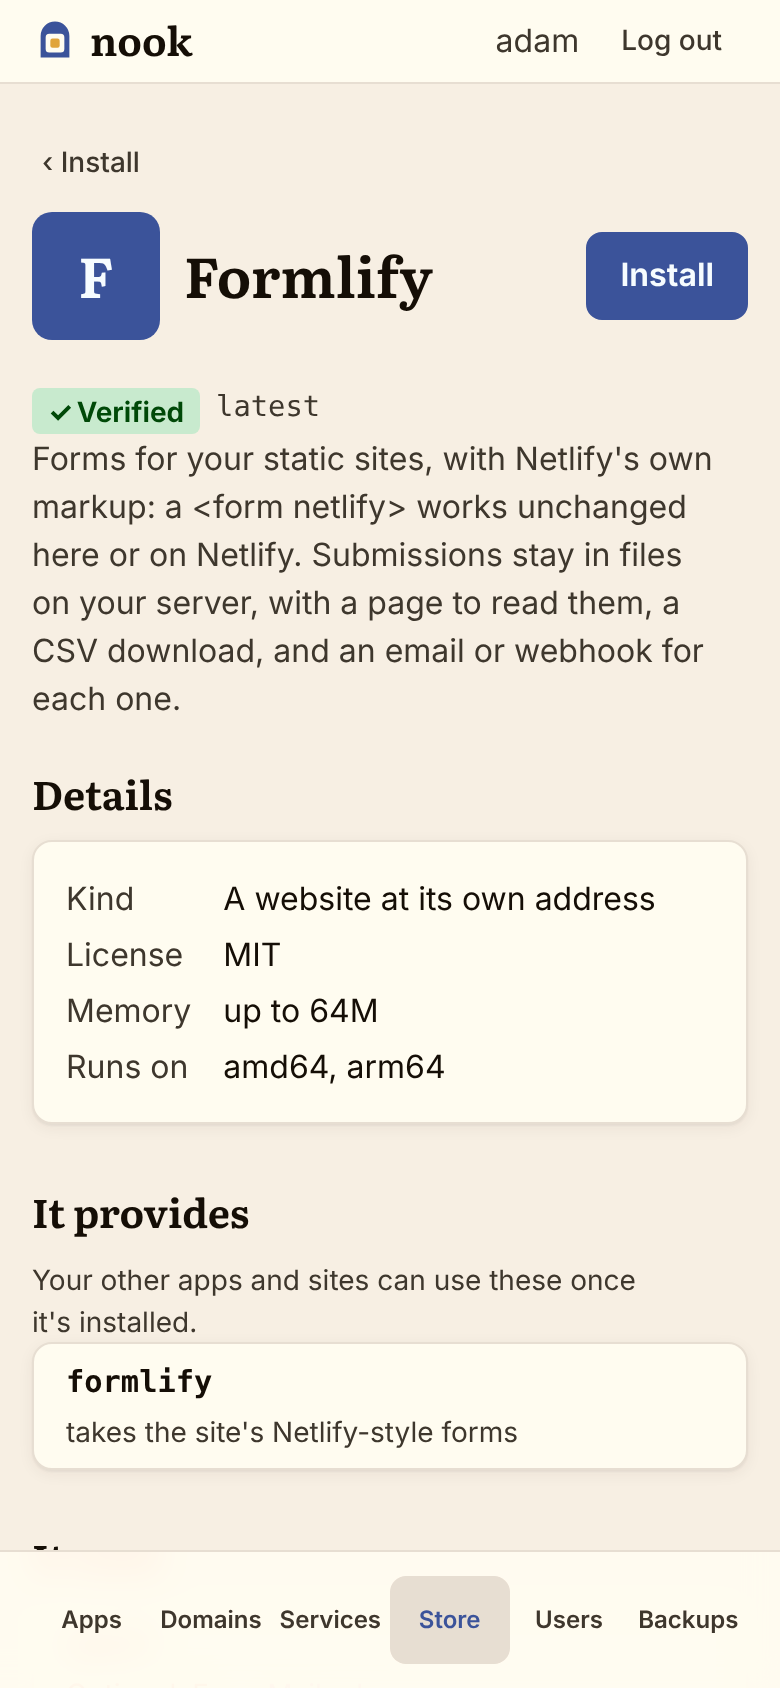 nook
adam
Log out
‹ Install
F
Formlify
Install
✓ Verified
latest
Forms for your static sites, with Netlify's own
markup: a <form netlify> works unchanged
here or on Netlify. Submissions stay in files
on your server, with a page to read them, a
CSV download, and an email or webhook for
each one.
Details
Kind A website at its own address
License MIT
Memory up to 64M
Runs on amd64, arm64
It provides
Your other apps and sites can use these once
it's installed.
formlify
takes the site's Netlify-style forms
Apps
Domains
Services
Store
Users
Backups